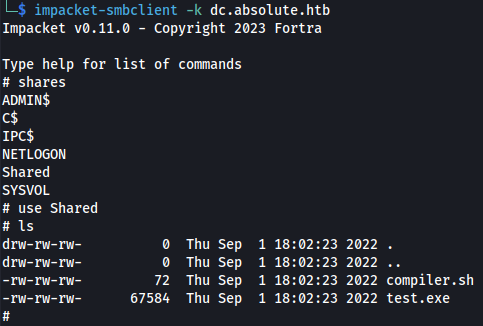 └─$ impacket-smbclient -k dc.absolute.htb
Impacket v0.11.0 - Copyright 2023 Fortra

Type help for list of commands
# shares
ADMIN$
C$
IPC$
NETLOGON
Shared
SYSVOL
# use Shared
# ls
drw-rw-rw-          0  Thu Sep  1 18:02:23 2022 .
drw-rw-rw-          0  Thu Sep  1 18:02:23 2022 ..
-rw-rw-rw-         72  Thu Sep  1 18:02:23 2022 compiler.sh
-rw-rw-rw-      67584  Thu Sep  1 18:02:23 2022 test.exe
#